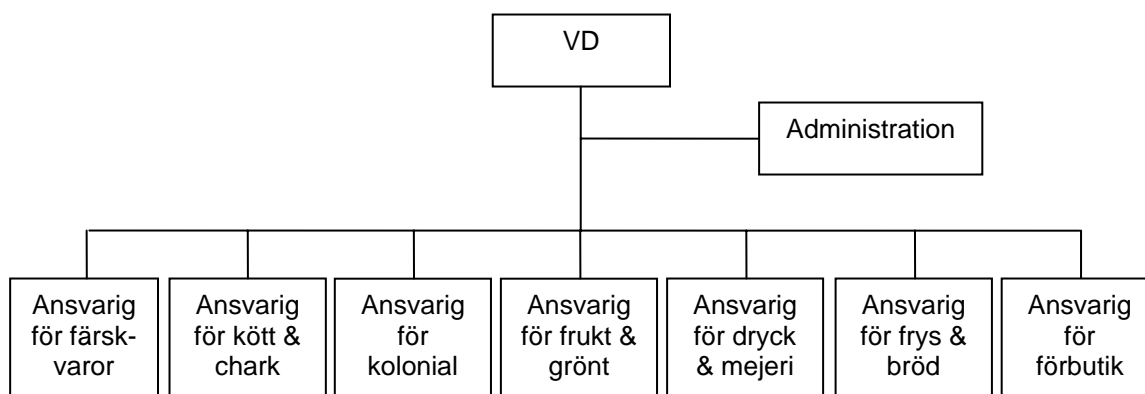 VD
Administration
Ansvarig
för färsk-
varor
Ansvarig
för kött &
chark
Ansvarig
för
kolonial
Ansvarig
för frukt &
grönt
Ansvarig
för dryck
& mejeri
Ansvarig
för frys &
bröd
Ansvarig
för
förbutik